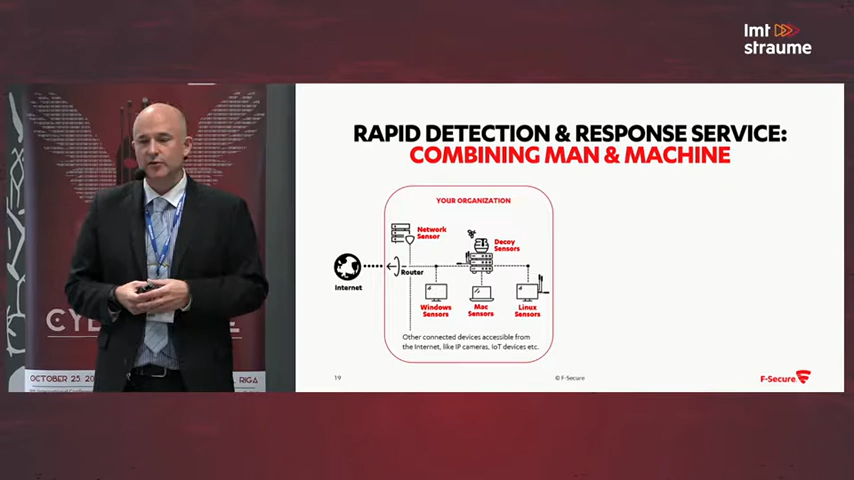 lmt
straume
RAPID DETECTION & RESPONSE SERVICE:
COMBINING MAN & MACHINE
YOUR ORGANIZATION
Network
Sensor
Decoy
Sensors
Internet
Router
Windows
Sensors
Mac
Sensors
Linux
Sensors
Other connected devices accessible from
the Internet, like IP cameras, IoT devices etc.
19
© F-Secure
F-Secure
CY
OCTOBER 25, 20
RIGA